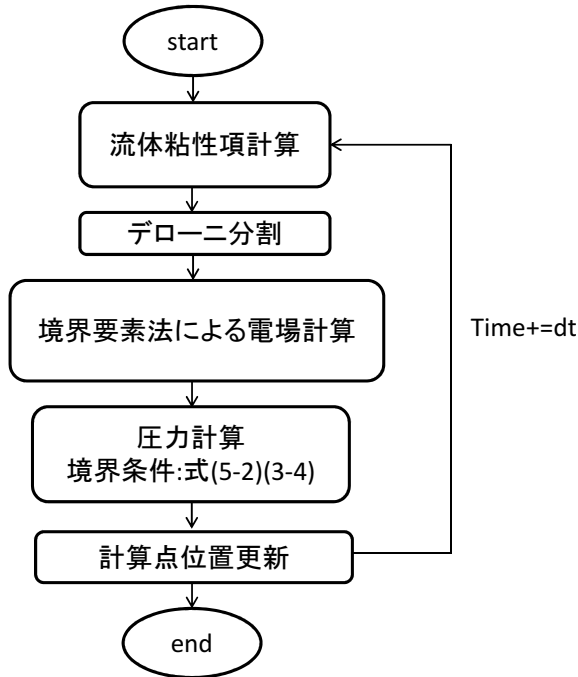 start
流体粘性項計算
デローニ分割
境界要素法による電場計算
Time+=dt
圧力計算
境界条件:式(5-2)(3-4)
計算点位置更新
end